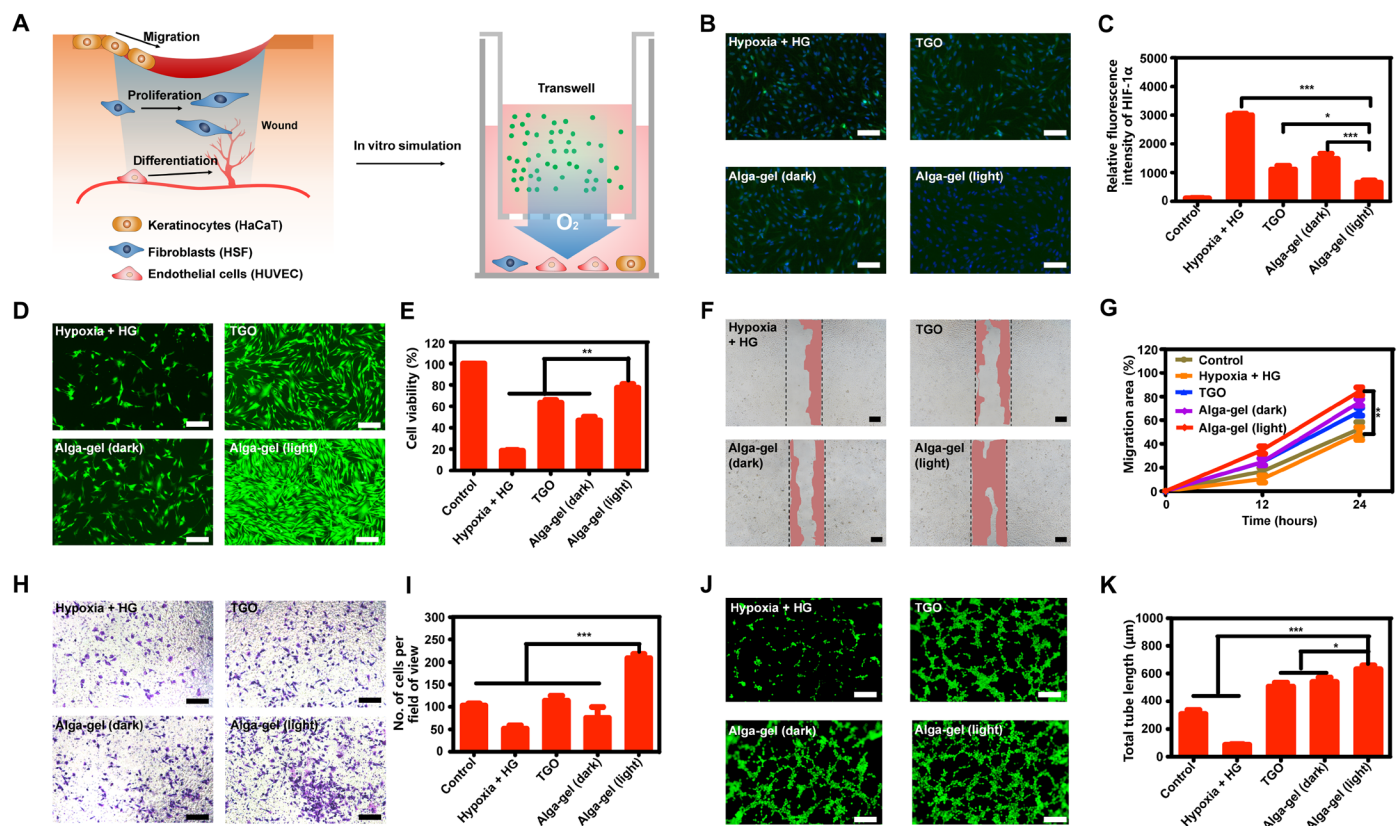 A
Migration
Proliferation
Wound
Differentiation
Keratinocytes (HaCaT)
Fibroblasts (HSF)
Endothelial cells (HUVEC)
In vitro simulation
Transwell
O2
B
Hypoxia + HG
TGO
Alga-gel (dark)
Alga-gel (light)
C
Relative fluorescence
intensity of HIF-1α
5000
4000
3000
2000
1000
0
***
*
***
Control
Hypoxia + HG
TGO
Alga-gel (dark)
Alga-gel (light)
D
Hypoxia + HG
TGO
Alga-gel (dark)
Alga-gel (light)
E
Cell viability (%)
120
100
80
60
40
20
0
**
Control
Hypoxia + HG
TGO
Alga-gel (dark)
Alga-gel (light)
F
Hypoxia
+ HG
TGO
Alga-gel
(dark)
Alga-gel
(light)
G
Migration area (%)
120
100
80
60
40
20
0
Control
Hypoxia + HG
TGO
Alga-gel (dark)
Alga-gel (light)
**
0
12
24
Time (hours)
H
Hypoxia + HG
TGO
Alga-gel (dark)
Alga-gel (light)
I
No. of cells per
field of view
300
250
200
150
100
50
0
***
Control
Hypoxia + HG
TGO
Alga-gel (dark)
Alga-gel (light)
J
Hypoxia + HG
TGO
Alga-gel (dark)
Alga-gel (light)
K
Total tube length (μm)
1000
800
600
400
200
0
***
*
Control
Hypoxia + HG
TGO
Alga-gel (dark)
Alga-gel (light)